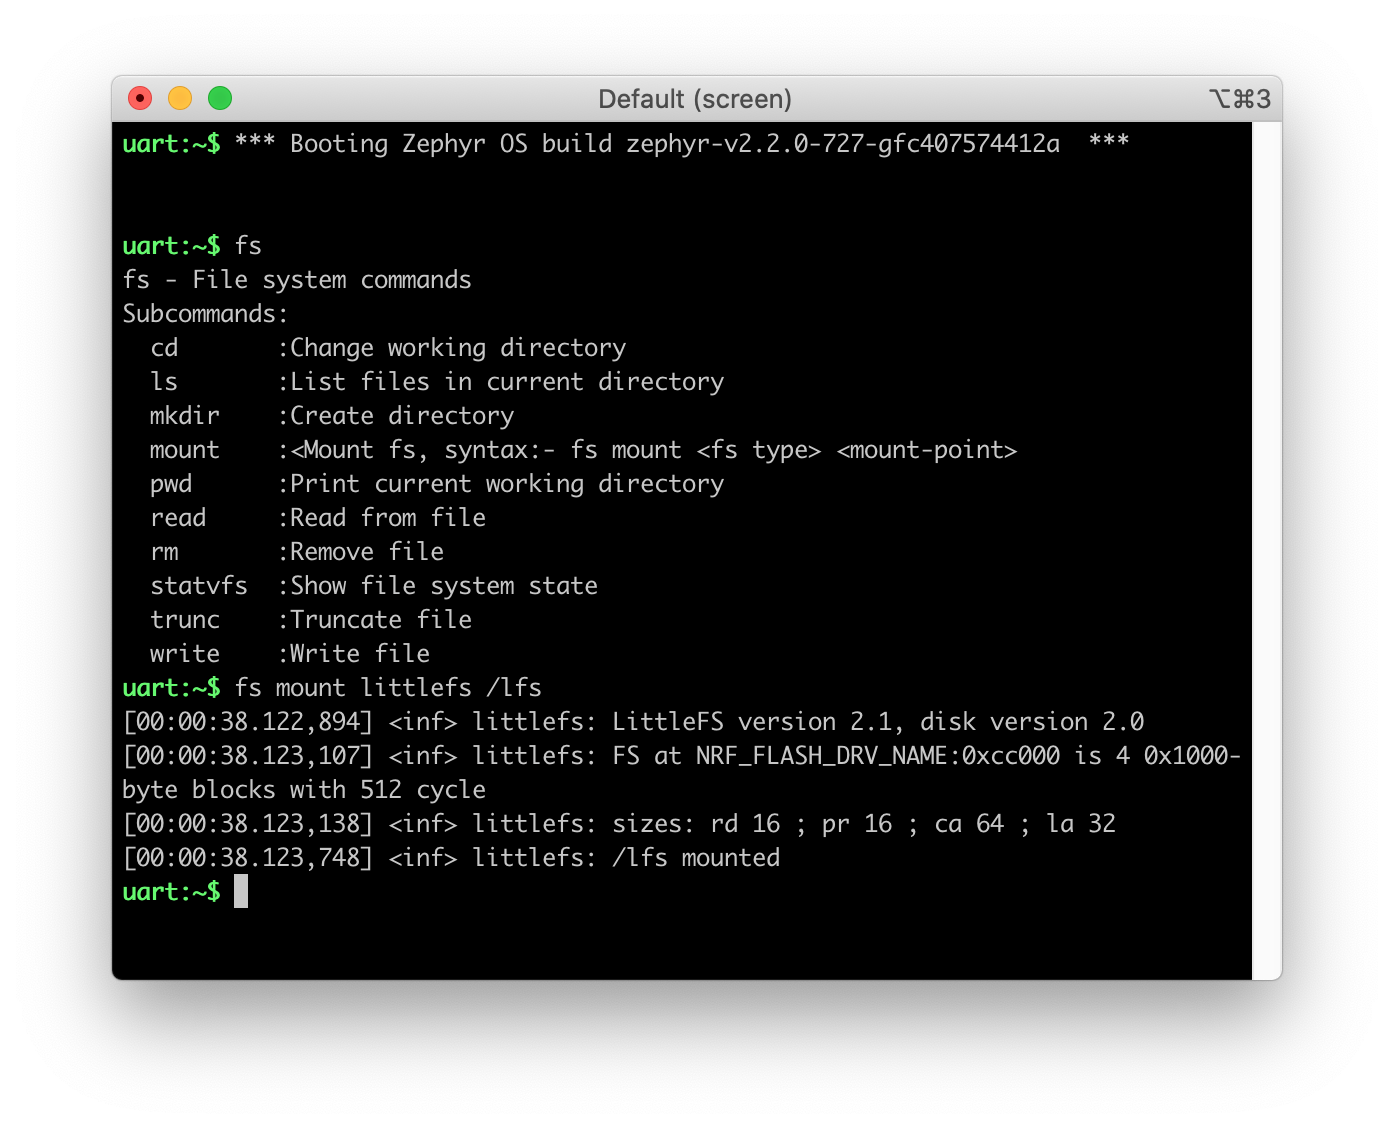 Default (screen)
⌥⌘3
uart:~$ *** Booting Zephyr OS build zephyr-v2.2.0-727-gfc407574412a  ***
uart:~$ fs
fs - File system commands
Subcommands:
  cd       :Change working directory
  ls       :List files in current directory
  mkdir    :Create directory
  mount    :<Mount fs, syntax:- fs mount <fs type> <mount-point>
  pwd      :Print current working directory
  read     :Read from file
  rm       :Remove file
  statvfs  :Show file system state
  trunc    :Truncate file
  write    :Write file
uart:~$ fs mount littlefs /lfs
[00:00:38.122,894] <inf> littlefs: LittleFS version 2.1, disk version 2.0
[00:00:38.123,107] <inf> littlefs: FS at NRF_FLASH_DRV_NAME:0xcc000 is 4 0x1000-
byte blocks with 512 cycle
[00:00:38.123,138] <inf> littlefs: sizes: rd 16 ; pr 16 ; ca 64 ; la 32
[00:00:38.123,748] <inf> littlefs: /lfs mounted
uart:~$